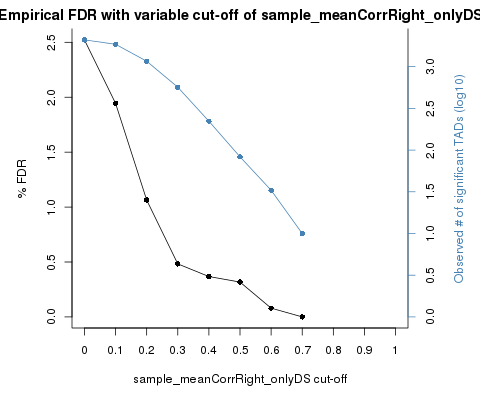 Empirical FDR with variable cut-off of sample_meanCorrRight_onlyDS
% FDR
2.5
2.0
1.5
1.0
0.5
0.0
0 0.1 0.2 0.3 0.4 0.5 0.6 0.7 0.8 0.9 1
sample_meanCorrRight_onlyDS cut-off
3.0
2.5
2.0
1.5
1.0
0.5
0.0
Observed # of significant TADs (log10)